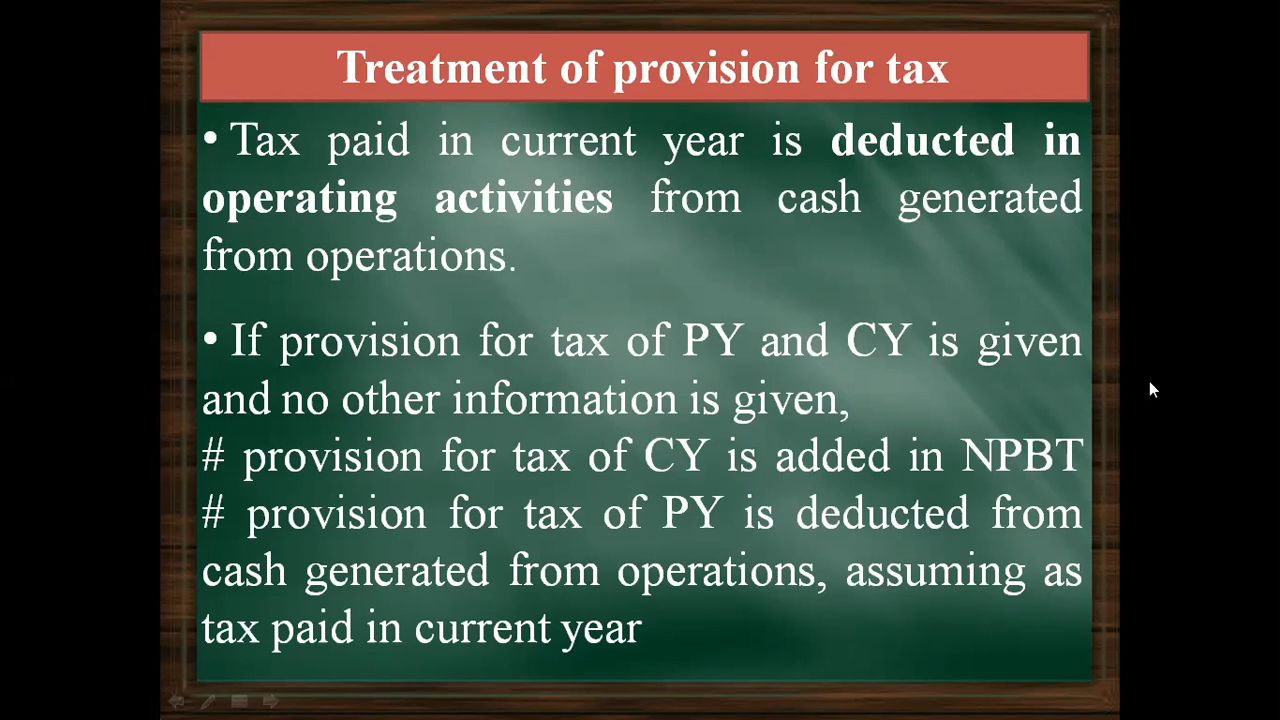 Treatment of provision for tax
• Tax paid in current year is deducted in
operating activities from cash generated
from operations.
• If provision for tax of PY and CY is given
and no other information is given,
# provision for tax of CY is added in NPBT
# provision for tax of PY is deducted from
cash generated from operations, assuming as
tax paid in current year